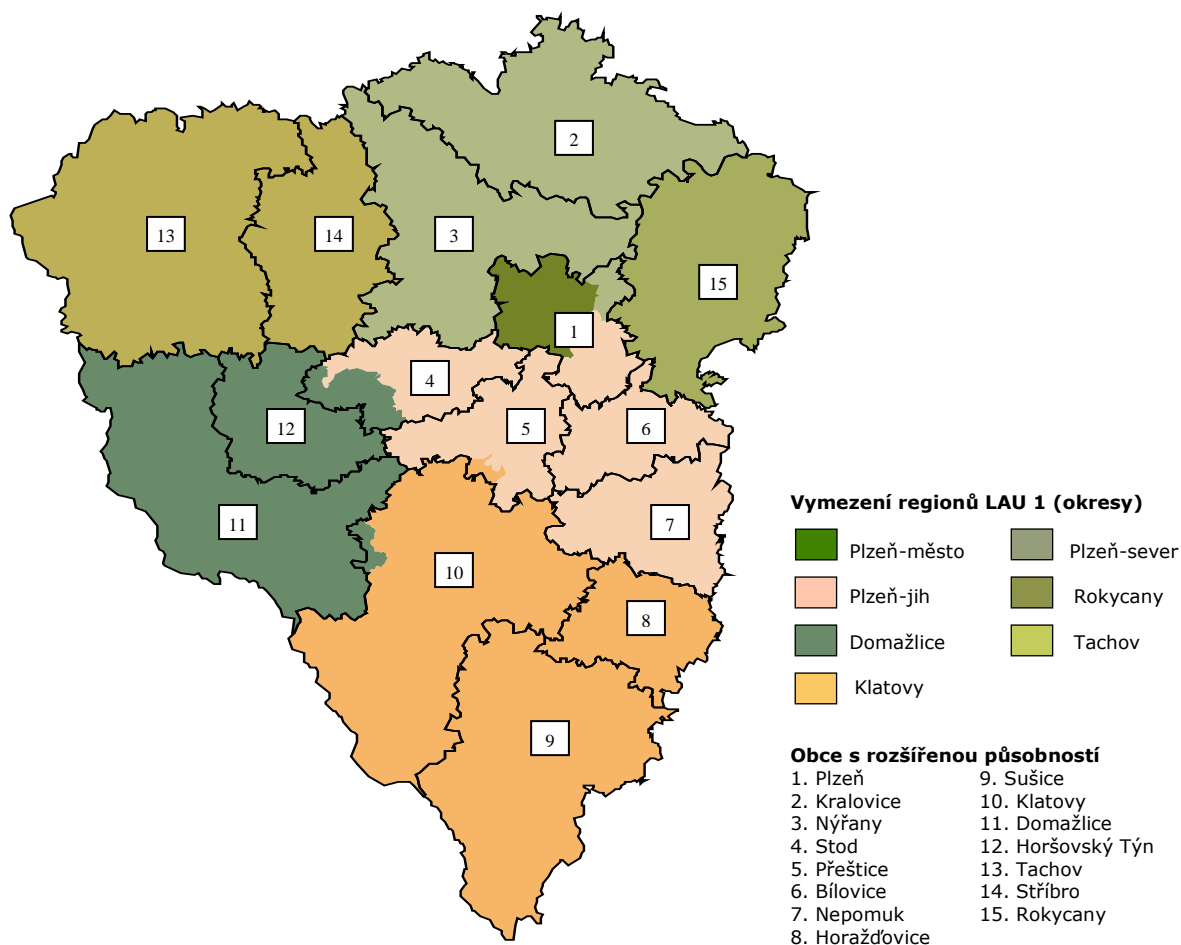 2
13
14
3
15
1
4
12
5
6
11
7
10
8
9
Vymezení regionů LAU 1 (okresy)
Plzeň-město
Plzeň-sever
Plzeň-jih
Rokycany
Domažlice
Tachov
Klatovy
Obce s rozšířenou působností
1. Plzeň
2. Kralovice
3. Nýřany
4. Stod
5. Přeštice
6. Bílovice
7. Nepomuk
8. Horažďovice
9. Sušice
10. Klatovy
11. Domažlice
12. Horšovský Týn
13. Tachov
14. Stříbro
15. Rokycany